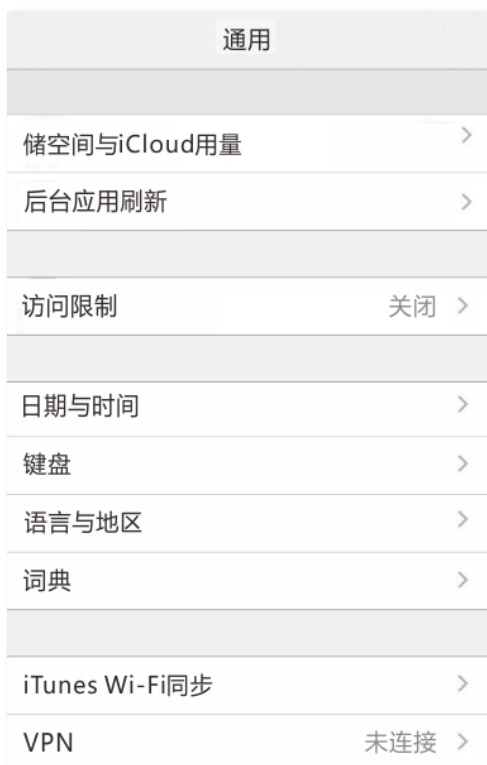 通用
储空间与iCloud用量
后台应用刷新
访问限制 关闭
日期与时间
键盘
语言与地区
词典
iTunes Wi-Fi同步
VPN 未连接